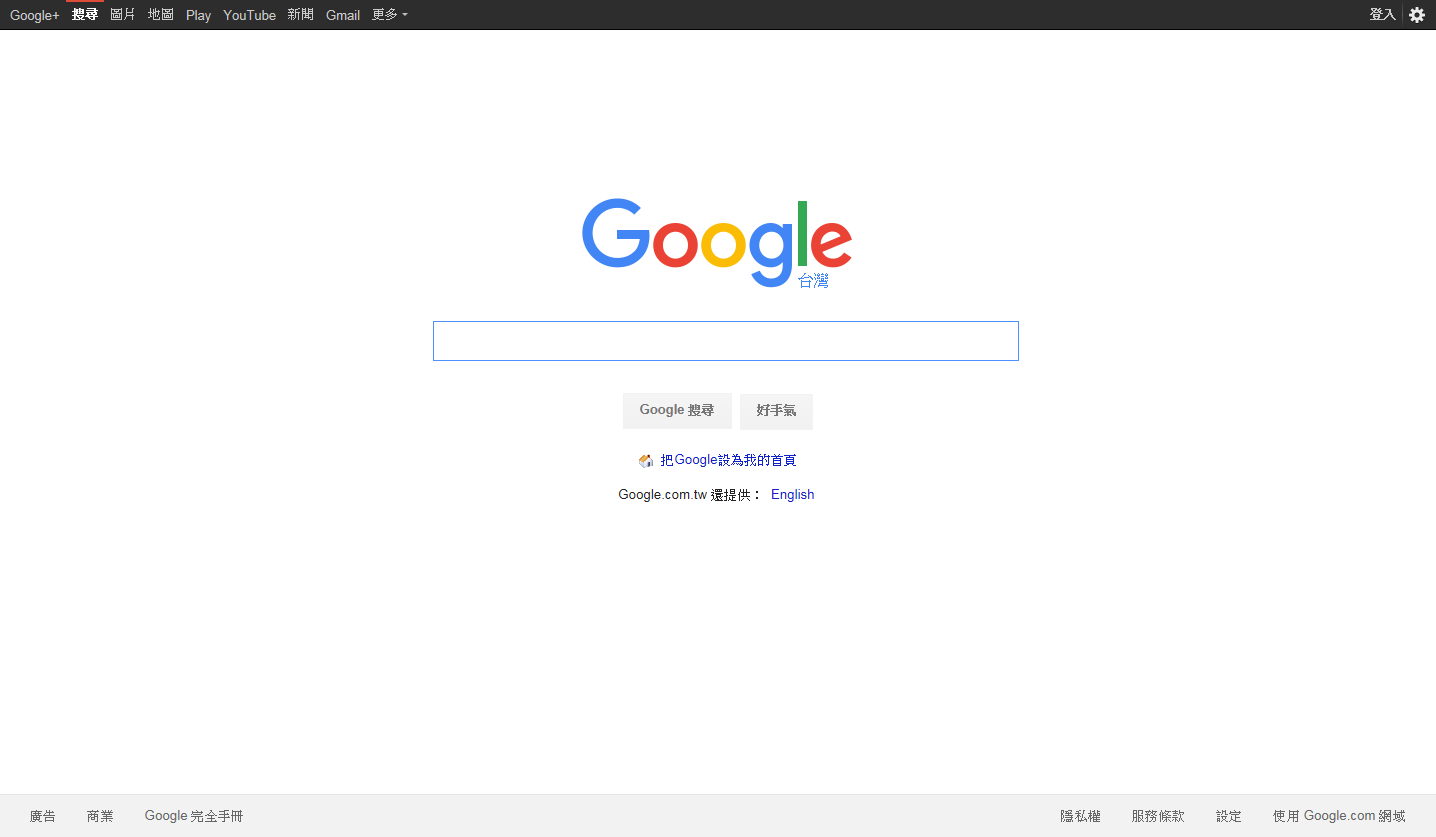 Google+ 搜尋 圖片 地圖 Play YouTube 新聞 Gmail 更多 登入
Google
台灣
Google 搜尋 好手氣
把Google設為我的首頁
Google.com.tw 還提供： English
廣告 商業 Google 完全手冊 隱私權 服務條款 設定 使用 Google.com 網域